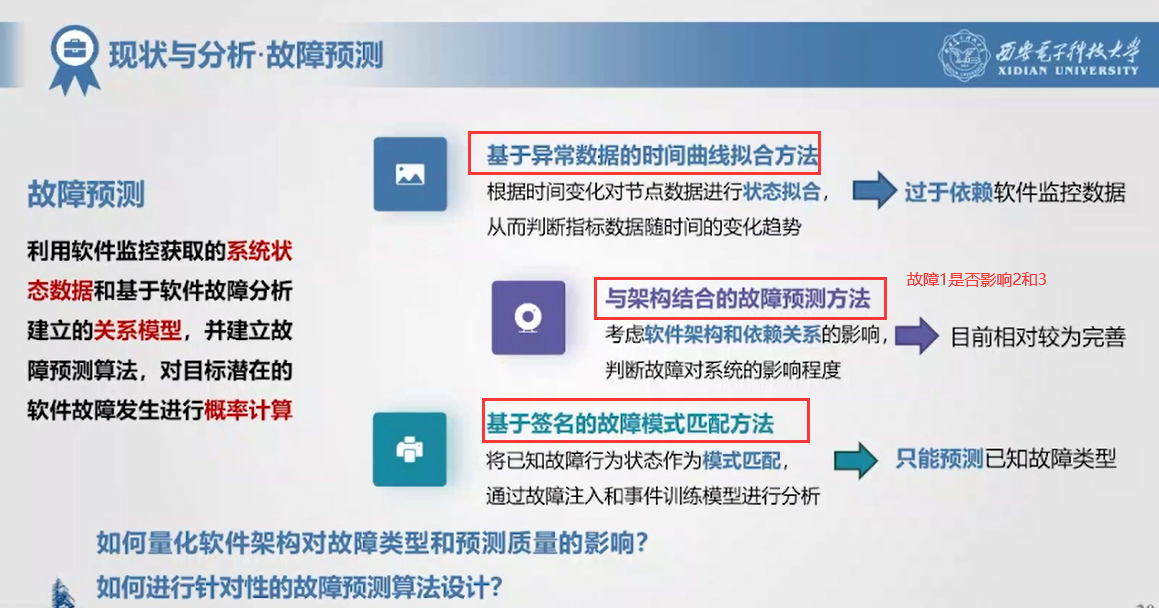 现状与分析·故障预测
西安电子科技大学
XIDIAN UNIVERSITY
故障预测
利用软件监控获取的系统状
态数据和基于软件故障分析
建立的关系模型，并建立故
障预测算法，对目标潜在的
软件故障发生进行概率计算
基于异常数据的时间曲线拟合方法
根据时间变化对节点数据进行状态拟合，
从而判断指标数据随时间的变化趋势
过于依赖软件监控数据
与架构结合的故障预测方法
故障1是否影响2和3
考虑软件架构和依赖关系的影响，
判断故障对系统的影响程度
目前相对较为完善
基于签名的故障模式匹配方法
将已知故障行为状态作为模式匹配，
通过故障注入和事件训练模型进行分析
只能预测已知故障类型
如何量化软件架构对故障类型和预测质量的影响？
如何进行针对性的故障预测算法设计？